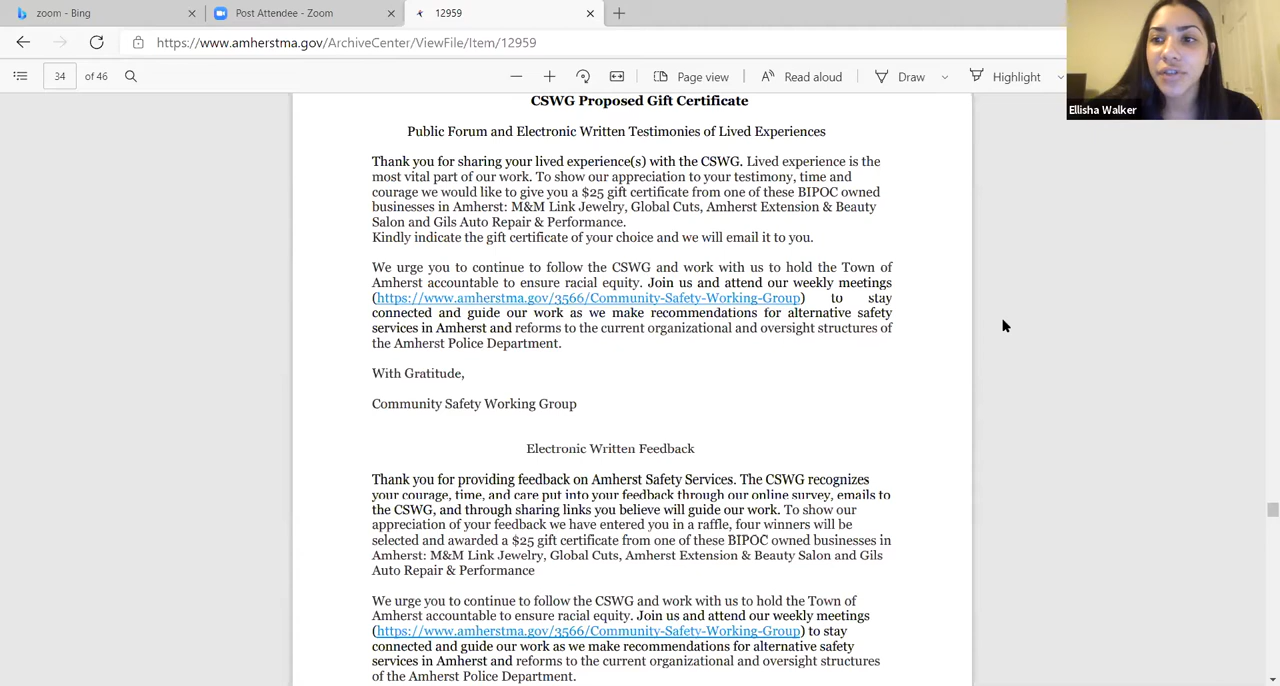 zoom - Bing
Post Attendee - Zoom
12959
https://www.amherstma.gov/ArchiveCenter/ViewFile/Item/12959
34 of 46
Page view
Read aloud
Draw
Highlight
Ellisha Walker
CSWG Proposed Gift Certificate
Public Forum and Electronic Written Testimonies of Lived Experiences
Thank you for sharing your lived experience(s) with the CSWG. Lived experience is the
most vital part of our work. To show our appreciation to your testimony, time and
courage we would like to give you a $25 gift certificate from one of these BIPOC owned
businesses in Amherst: M&M Link Jewelry, Global Cuts, Amherst Extension & Beauty
Salon and Gils Auto Repair & Performance.
Kindly indicate the gift certificate of your choice and we will email it to you.
We urge you to continue to follow the CSWG and work with us to hold the Town of
Amherst accountable to ensure racial equity. Join us and attend our weekly meetings
(https://www.amherstma.gov/3566/Community-Safety-Working-Group) to stay
connected and guide our work as we make recommendations for alternative safety
services in Amherst and reforms to the current organizational and oversight structures of
the Amherst Police Department.
With Gratitude,
Community Safety Working Group
Electronic Written Feedback
Thank you for providing feedback on Amherst Safety Services. The CSWG recognizes
your courage, time, and care put into your feedback through our online survey, emails to
the CSWG, and through sharing links you believe will guide our work. To show our
appreciation of your feedback we have entered you in a raffle, four winners will be
selected and awarded a $25 gift certificate from one of these BIPOC owned businesses in
Amherst: M&M Link Jewelry, Global Cuts, Amherst Extension & Beauty Salon and Gils
Auto Repair & Performance
We urge you to continue to follow the CSWG and work with us to hold the Town of
Amherst accountable to ensure racial equity. Join us and attend our weekly meetings
(https://www.amherstma.gov/3566/Community-Safety-Working-Group) to stay
connected and guide our work as we make recommendations for alternative safety
services in Amherst and reforms to the current organizational and oversight structures
of the Amherst Police Department.